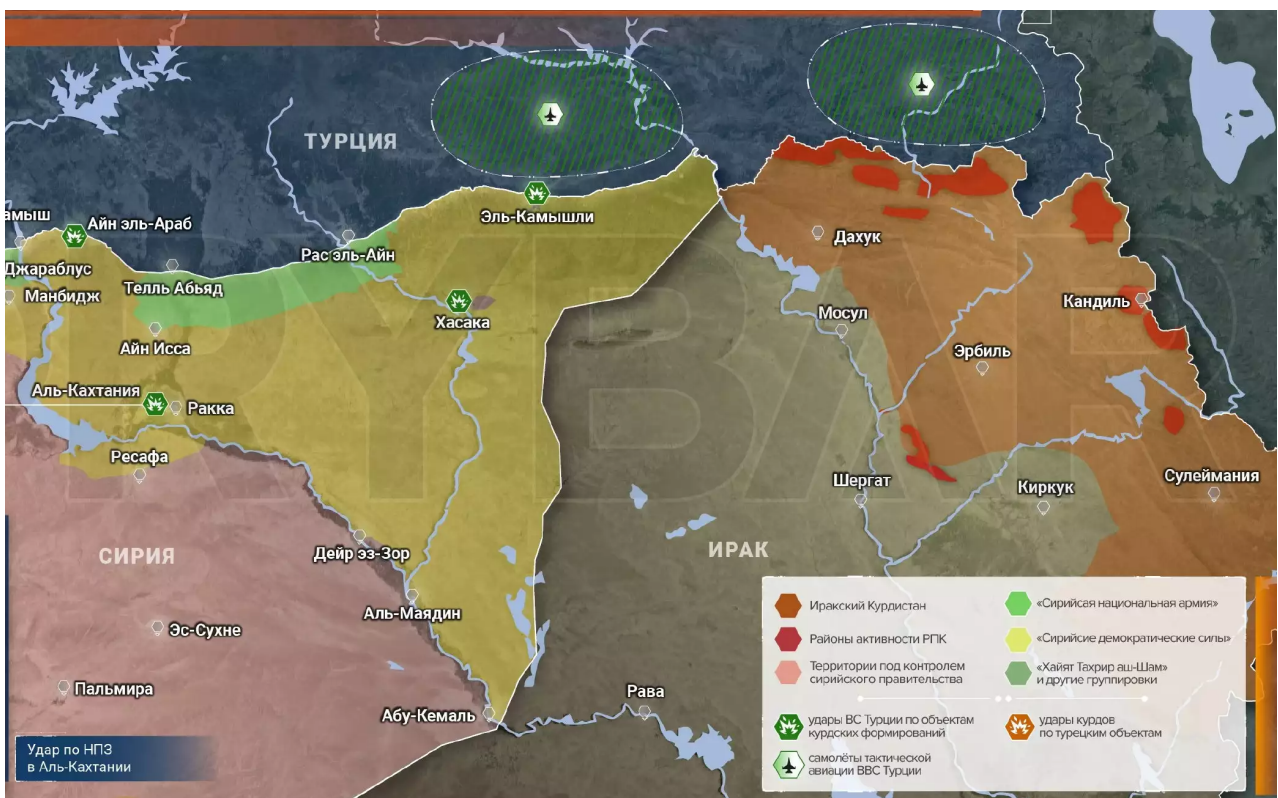 ТУРЦИЯ
амыш
Айн эль-Араб
Эль-Камышли
Джараблус
Рас эль-Айн
Дахук
Телль Абьяд
Манбидж
Хасака
Мосул
Кандиль
Айн Исса
Эрбиль
Аль-Кахтания
Ракка
Ресафа
Шергат
Киркук
Сулеймания
СИРИЯ
Дейр эз-Зор
ИРАК
Аль-Маядин
Эс-Сухне
Пальмира
Абу-Кемаль
Рава
Удар по НПЗ
в Аль-Кахтании
Иракский Курдистан
Районы активности РПК
Территории под контролем
сирийского правительства
«Сирийсая национальная армия»
«Сирийсие демократические силы»
«Хайят Тахрир аш-Шам»
и другие группировки
удары ВС Турции по объектам
курдских формирований
удары курдов
по турецким объектам
самолёты тактической
авиации ВВС Турции
RYBAR